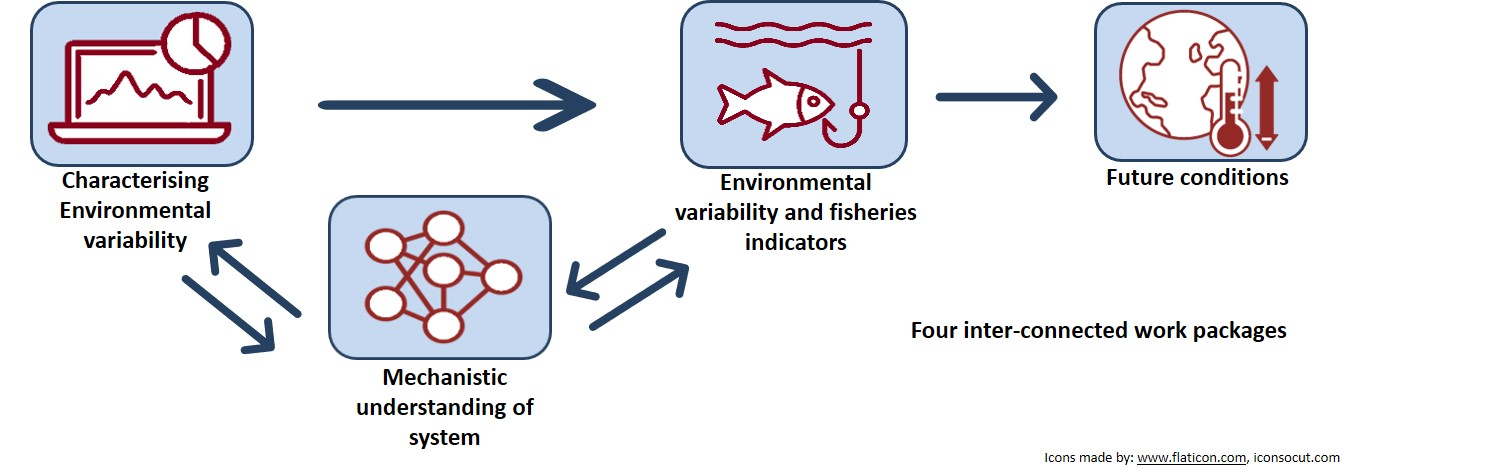 Characterising
Environmental
variability
Environmental
variability and fisheries
indicators
Future conditions
Mechanistic
understanding of
system
Four inter-connected work packages
Icons made by: www.flaticon.com, iconsocut.com